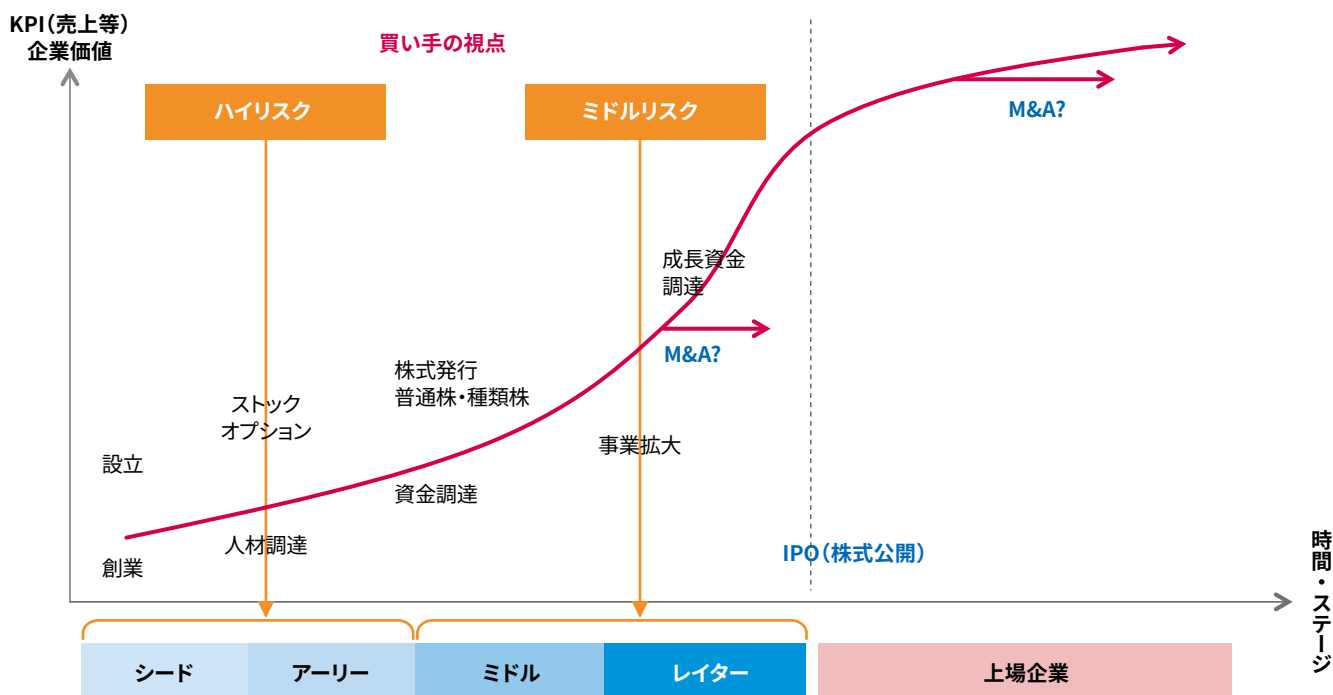 KPI（売上等）
企業価値
買い手の視点
ハイリスク
ミドルリスク
M&A?
成長資金
調達
M&A?
株式発行
普通株・種類株
ストック
オプション
事業拡大
設立
資金調達
人材調達
創業
IPO（株式公開）
時間・ステージ
シード
アーリー
ミドル
レイター
上場企業